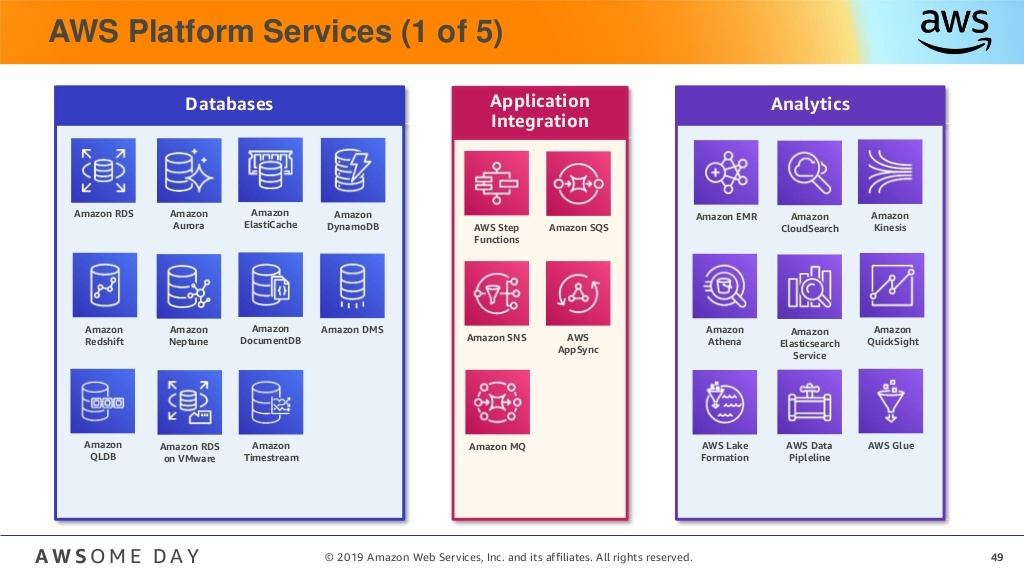 AWS Platform Services (1 of 5)
aws
Databases
Amazon RDS
Amazon
Aurora
Amazon
ElastiCache
Amazon
DynamoDB
Amazon
Redshift
Amazon
Neptune
Amazon
DocumentDB
Amazon DMS
Amazon
QLDB
Amazon RDS
on VMware
Amazon
Timestream
Application
Integration
AWS Step
Functions
Amazon SQS
Amazon SNS
AWS
AppSync
Amazon MQ
Analytics
Amazon EMR
Amazon
CloudSearch
Amazon
Kinesis
Amazon
Athena
Amazon
Elasticsearch
Service
Amazon
QuickSight
AWS Lake
Formation
AWS Data
Pipleline
AWS Glue
AWSOME DAY
© 2019 Amazon Web Services, Inc. and its affiliates. All rights reserved.
49